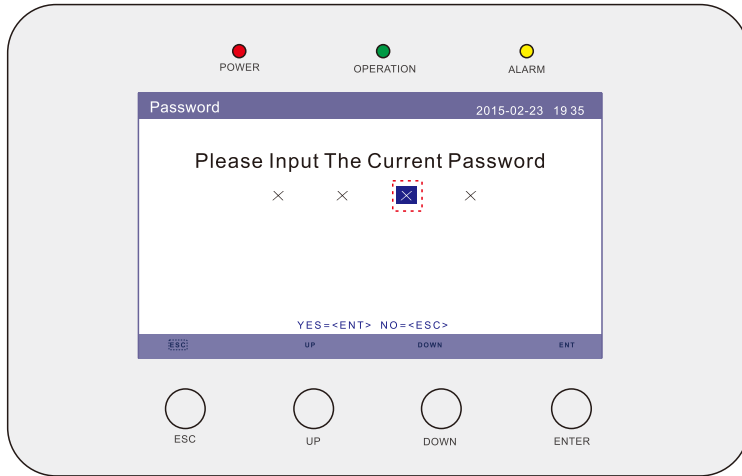 POWER OPERATION ALARM
Password 2015-02-23 19 35
Please Input The Current Password
× × × ×
YES=<ENT> NO=<ESC>
ESC UP DOWN ENT
ESC UP DOWN ENTER